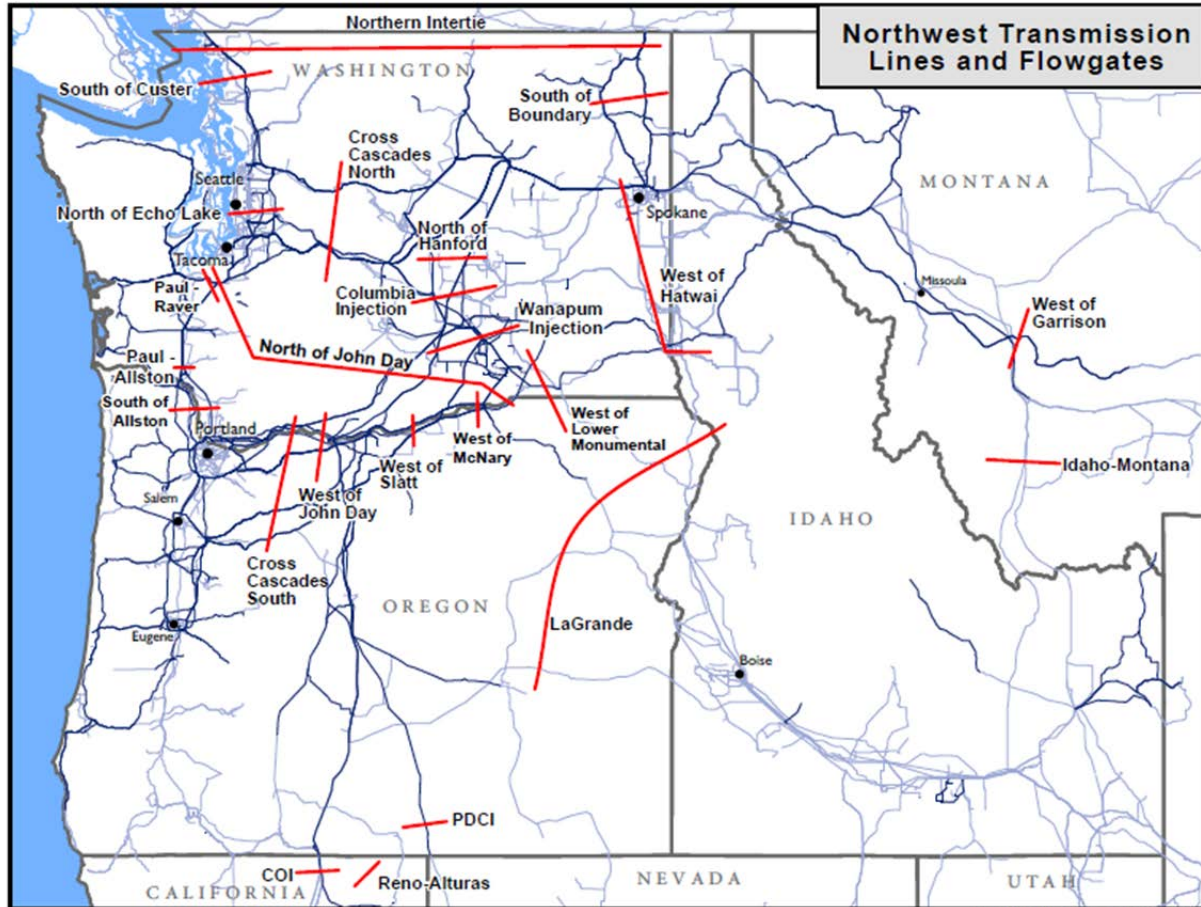 Northwest Transmission
Lines and Flowgates
Northern Intertie
WASHINGTON
South of Custer
South of
Boundary
Cross
Cascades
North
MONTANA
Seattle
North of Echo Lake
Spokane
North of
Hanford
Tacoma
Paul -
Raver
Columbia
Injection
West of
Hatwai
Missoula
West of
Garrison
Wanapum
Injection
North of John Day
Paul -
Allston
South of
Allston
Portland
West of
Lower
Monumental
West of
McNary
West of
Slatt
Idaho-Montana
Salem
West of
John Day
IDAHO
Cross
Cascades
South
OREGON
LaGrande
Eugene
Boise
PDCI
COI
Reno-Alturas
CALIFORNIA
NEVADA
UTAH